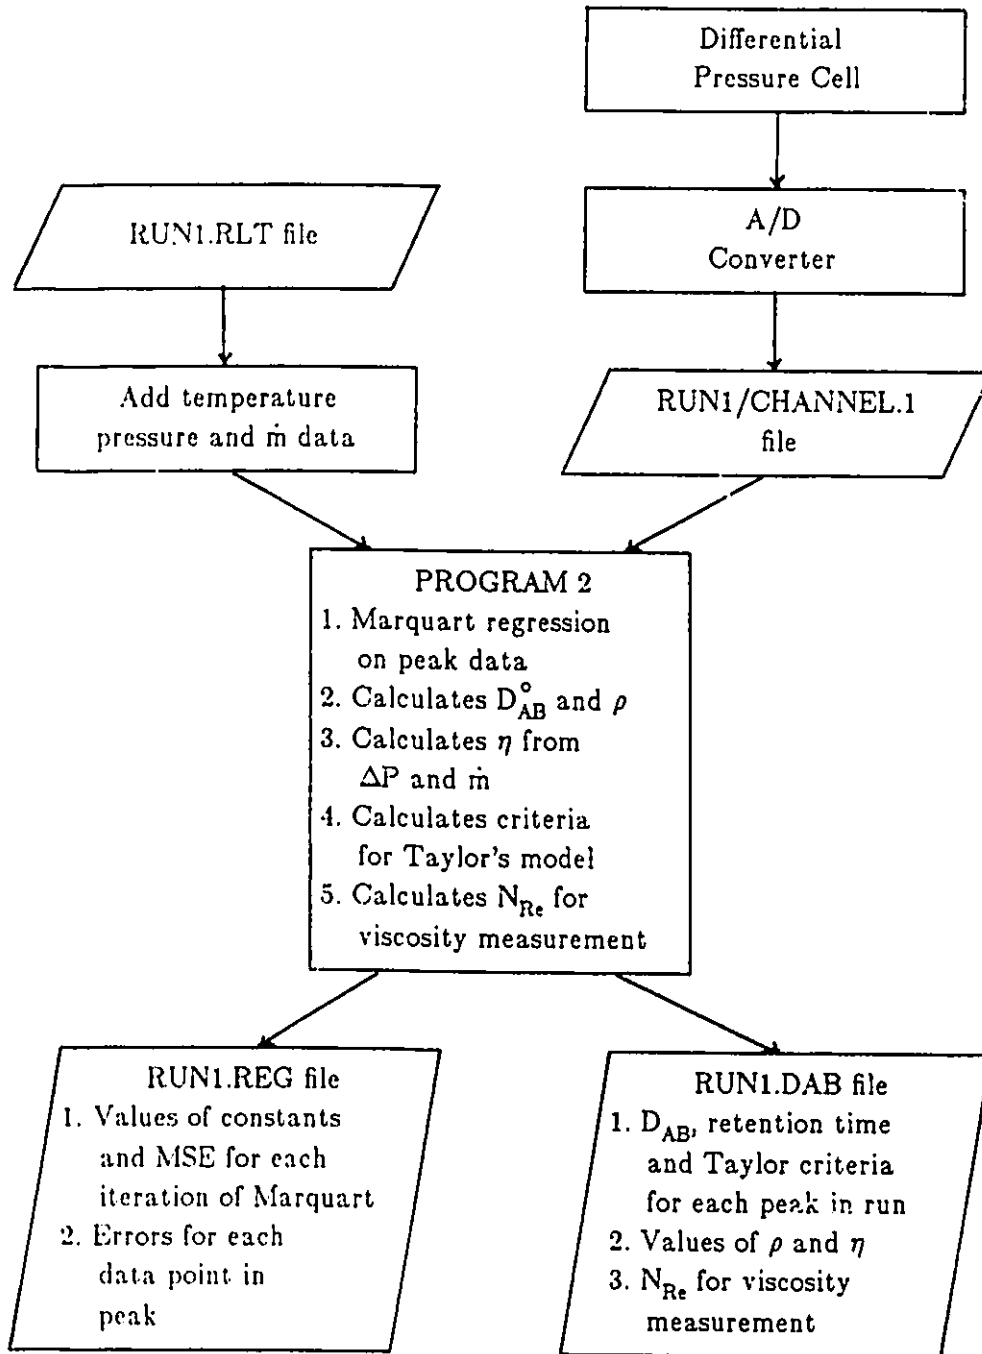 Differential
Pressure Cell
A/D
Converter
RUN1.RLT file
Add temperature
pressure and ṁ data
RUN1/CHANNEL.1
file
PROGRAM 2
1. Marquart regression
on peak data
2. Calculates D°AB and ρ
3. Calculates η from
ΔP and ṁ
4. Calculates criteria
for Taylor's model
5. Calculates NRe for
viscosity measurement
RUN1.REG file
1. Values of constants
and MSE for each
iteration of Marquart
2. Errors for each
data point in
peak
RUN1.DAB file
1. DAB, retention time
and Taylor criteria
for each peak in run
2. Values of ρ and η
3. NRe for viscosity
measurement